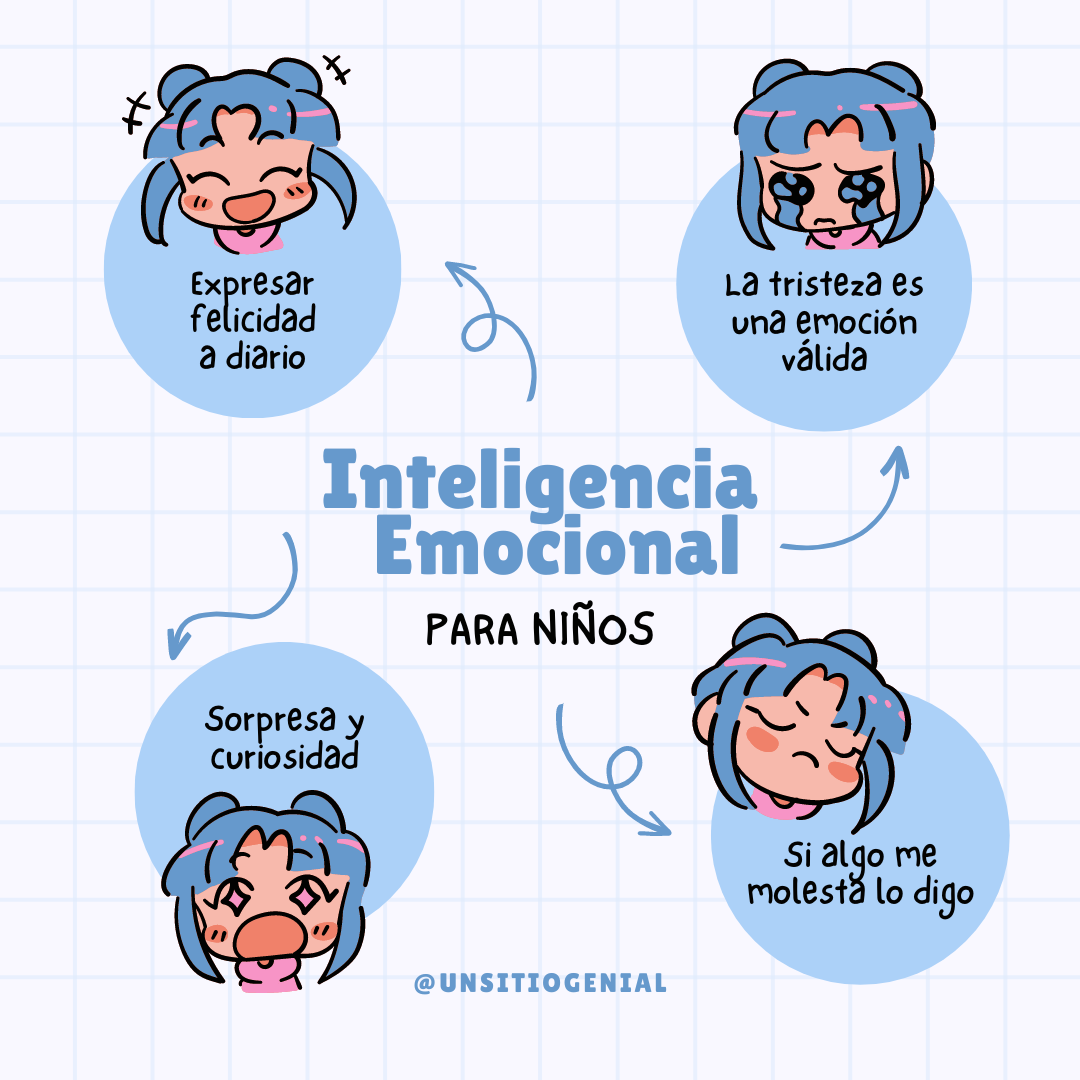 Expresar
felicidad
a diario
La tristeza es
una emoción
válida
Inteligencia
Emocional
PARA NIÑOS
Sorpresa y
curiosidad
Si algo me
molesta lo digo
@UNSITIOGENIAL